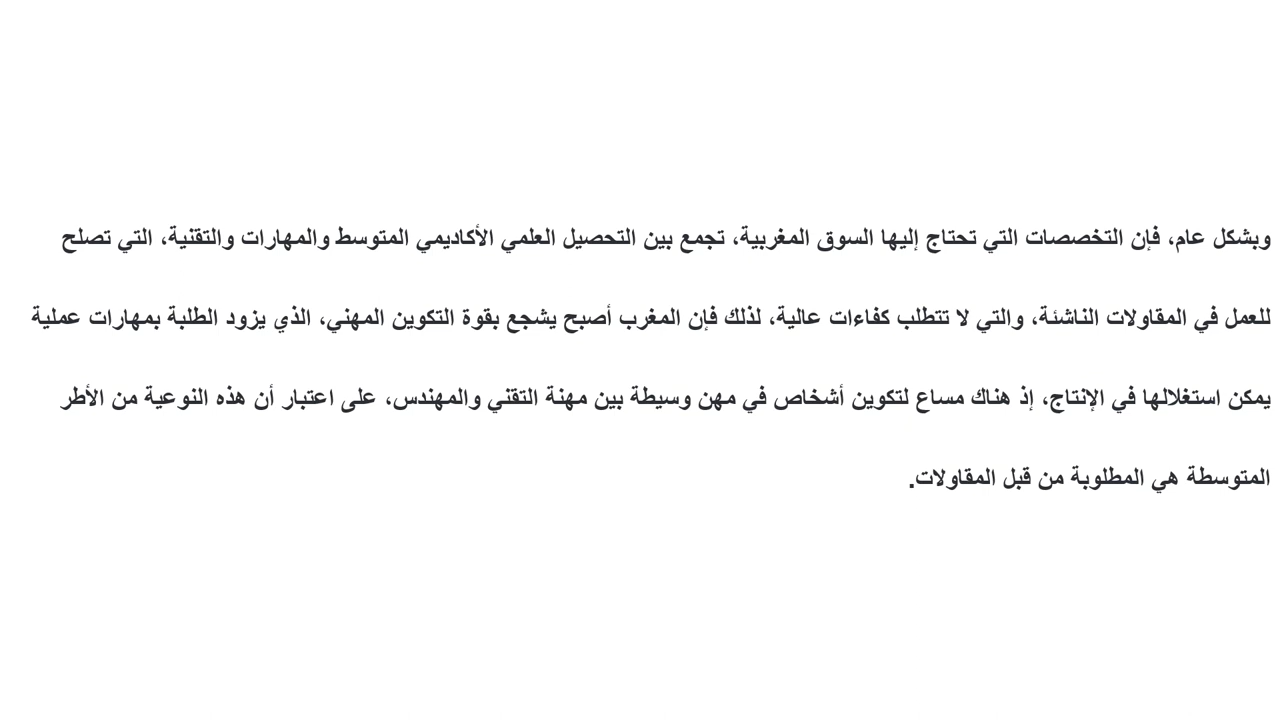 وبشكل عام، فإن التخصصات التي تحتاج إليها السوق المغربية، تجمع بين التحصيل العلمي الأكاديمي المتوسط والمهارات والتقنية، التي تصلح
للعمل في المقاولات الناشئة، والتي لا تتطلب كفاءات عالية، لذلك فإن المغرب أصبح يشجع بقوة التكوين المهني، الذي يزود الطلبة بمهارات عملية
يمكن استغلالها في الإنتاج، إذ هناك مساع لتكوين أشخاص في مهن وسيطة بين مهنة التقني والمهندس، على اعتبار أن هذه النوعية من الأطر
المتوسطة هي المطلوبة من قبل المقاولات.